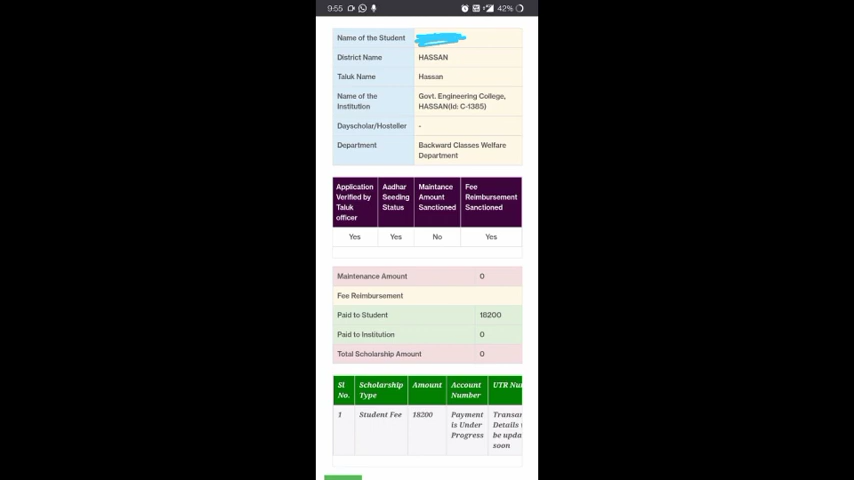 9:55 42%
Name of the Student
District Name HASSAN
Taluk Name Hassan
Name of the Institution Govt. Engineering College, HASSAN(Id: C-1385)
Dayscholar/Hosteller -
Department Backward Classes Welfare Department
Application Verified by Taluk officer Aadhar Seeding Status Maintance Amount Sanctioned Fee Reimbursement Sanctioned
Yes Yes No Yes
Maintenance Amount 0
Fee Reimbursement
Paid to Student 18200
Paid to Institution 0
Total Scholarship Amount 0
Sl No. Scholarship Type Amount Account Number UTR
1 Student Fee 18200 Payment is Under Progress Details be soon